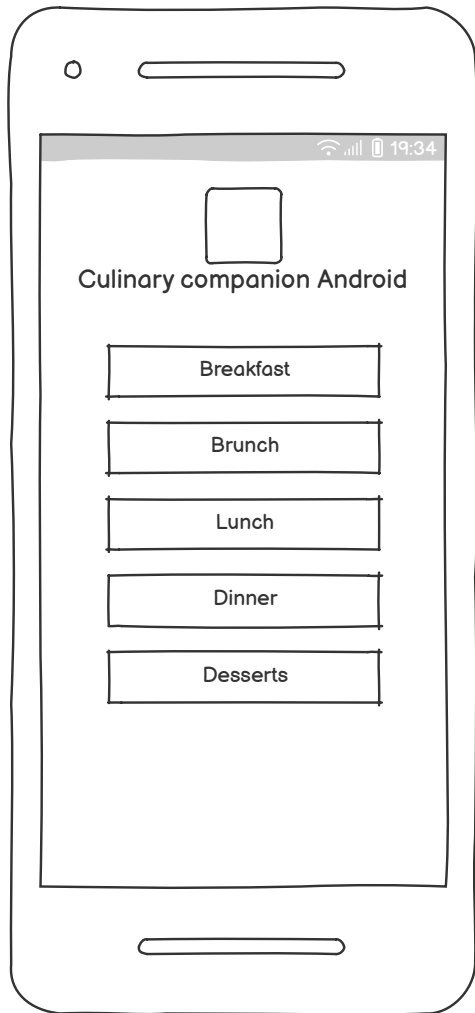 19:34
Culinary companion Android
Breakfast
Brunch
Lunch
Dinner
Desserts